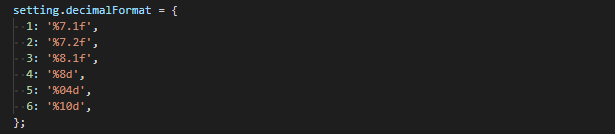 setting.decimalFormat = {
  1: '%7.1f',
  2: '%7.2f',
  3: '%8.1f',
  4: '%8d',
  5: '%04d',
  6: '%10d',
};